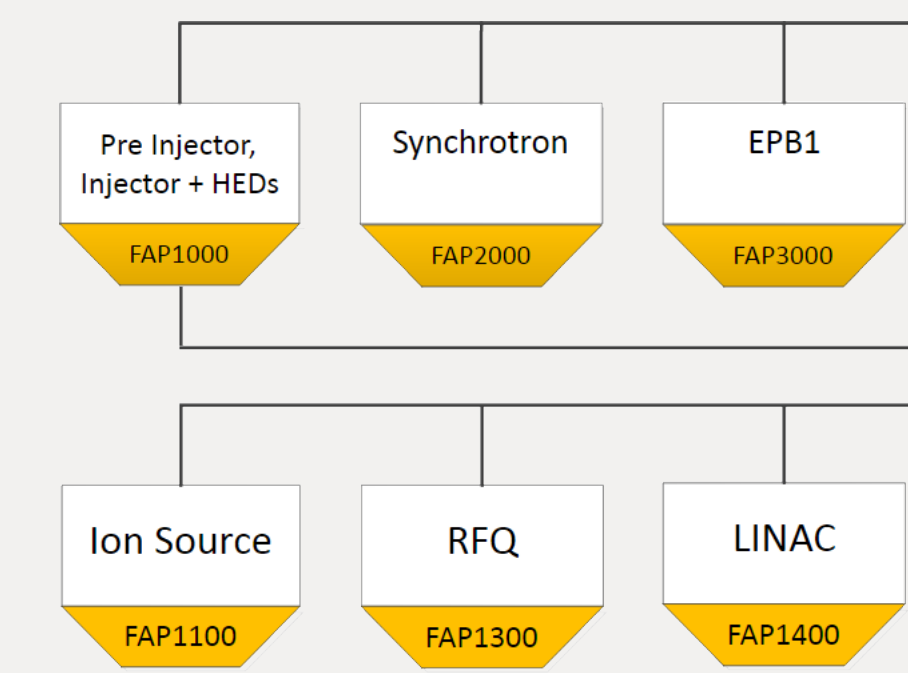 Pre Injector,
Injector + HEDs
FAP1000
Synchrotron
FAP2000
EPB1
FAP3000
Ion Source
FAP1100
RFQ
FAP1300
LINAC
FAP1400